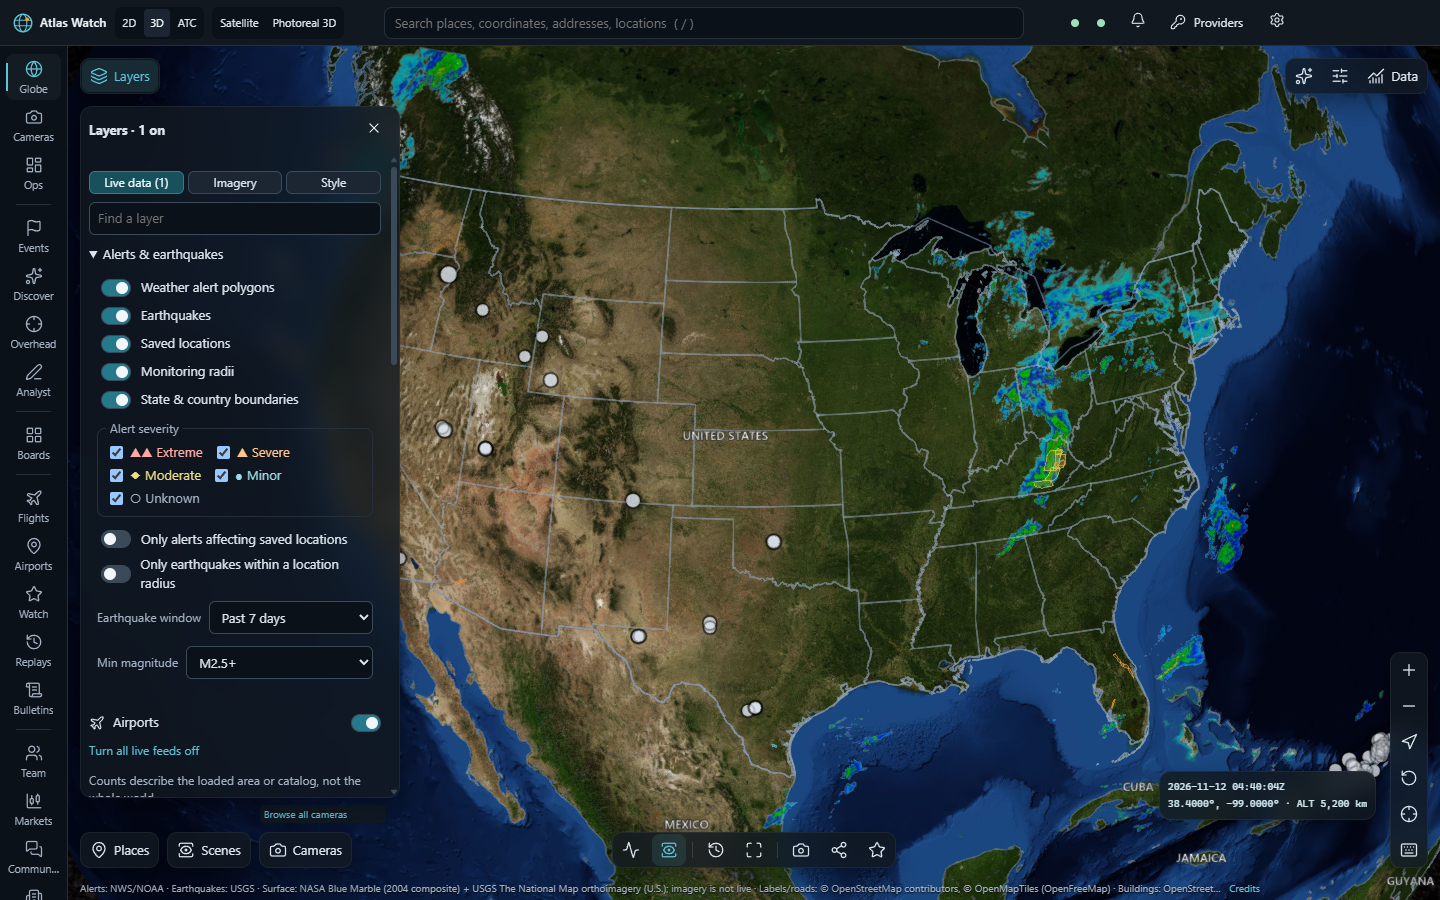 Atlas Watch
2D 3D ATC
Satellite Photoreal 3D
Search places, coordinates, addresses, locations ( / )
Providers
Globe
Cameras
Ops
Events
Discover
Overhead
Analyst
Boards
Flights
Airports
Watch
Replays
Bulletins
Team
Markets
Commun...
Layers
Data
Layers · 1 on
Live data (1) Imagery Style
Find a layer
▼ Alerts & earthquakes
Weather alert polygons
Earthquakes
Saved locations
Monitoring radii
State & country boundaries
Alert severity
Extreme Severe
Moderate Minor
Unknown
Only alerts affecting saved locations
Only earthquakes within a location
radius
Earthquake window Past 7 days
Min magnitude M2.5+
Airports
Turn all live feeds off
Counts describe the loaded area or catalog, not the
whole world
Browse all cameras
Places Scenes Cameras
UNITED STATES
MEXICO
CUBA
JAMAICA
GUYANA
2026-11-12 04:40:04Z
38.4000°, −99.0000° · ALT 5,200 km
Alerts: NWS/NOAA · Earthquakes: USGS · Surface: NASA Blue Marble (2004 composite) + USGS The National Map orthoimagery (U.S.); imagery is not live · Labels/roads: © OpenStreetMap contributors, © OpenMapTiles (OpenFreeMap) · Buildings: OpenStreet... Credits